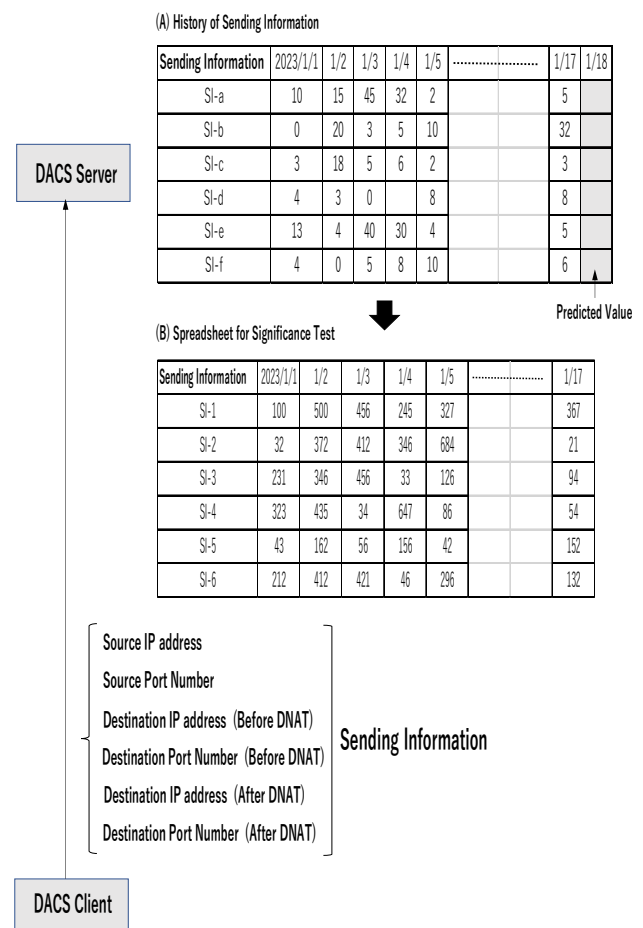 (A) History of Sending Information
Sending Information 2023/1/1 1/2 1/3 1/4 1/5 ...................... 1/17 1/18
SI-a 10 15 45 32 2 5
SI-b 0 20 3 5 10 32
SI-c 3 18 5 6 2 3
DACS Server
SI-d 4 3 0 8 8
SI-e 13 4 40 30 4 5
SI-f 4 0 5 8 10 6
Predicted Value
(B) Spreadsheet for Significance Test
Sending Information 2023/1/1 1/2 1/3 1/4 1/5 ...................... 1/17
SI-1 100 500 456 245 327 367
SI-2 32 372 412 346 684 21
SI-3 231 346 456 33 126 94
SI-4 323 435 34 647 86 54
SI-5 43 162 56 156 42 152
SI-6 212 412 421 46 296 132
Source IP address
Source Port Number
Destination IP address (Before DNAT)
Destination Port Number (Before DNAT)
Destination IP address (After DNAT)
Destination Port Number (After DNAT)
Sending Information
DACS Client